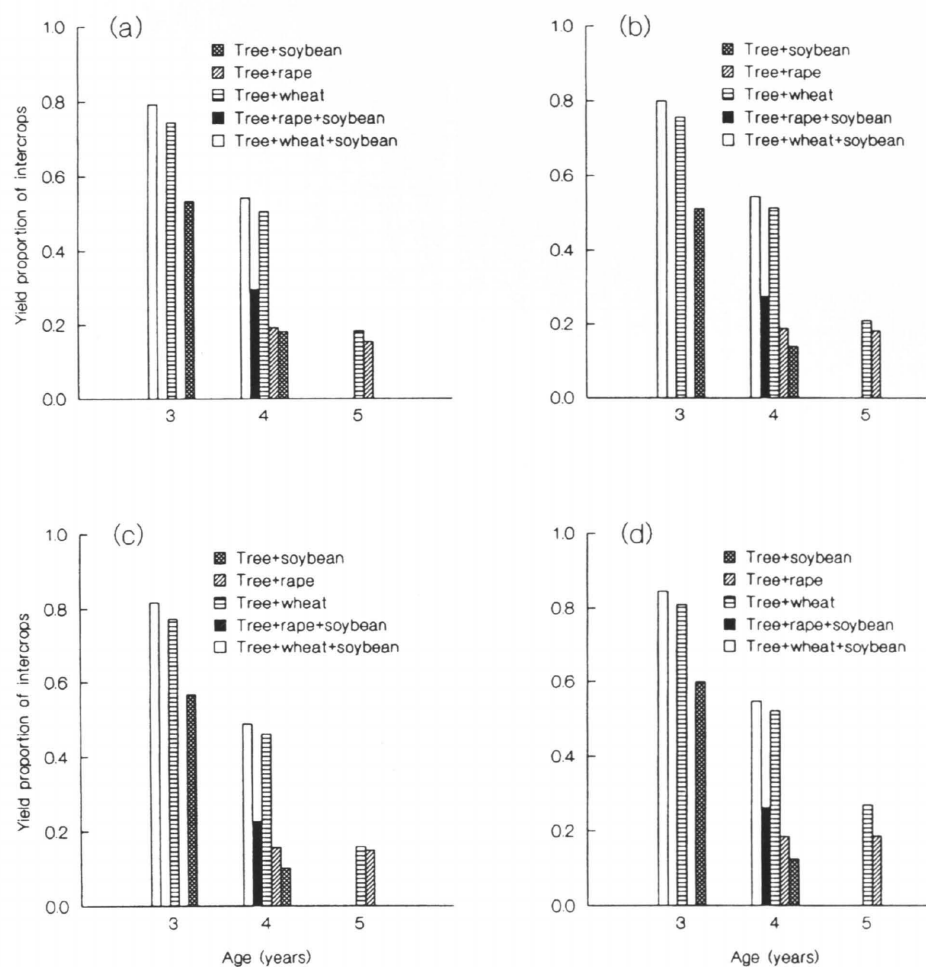 (a)
Tree+soybean
Tree+rape
Tree+wheat
Tree+rape+soybean
Tree+wheat+soybean
Yield proportion of intercrops
1.0
0.8
0.6
0.4
0.2
0.0
3 4 5
(b)
Tree+soybean
Tree+rape
Tree+wheat
Tree+rape+soybean
Tree+wheat+soybean
1.0
0.8
0.6
0.4
0.2
0.0
3 4 5
(c)
Tree+soybean
Tree+rape
Tree+wheat
Tree+rape+soybean
Tree+wheat+soybean
Yield proportion of intercrops
1.0
0.8
0.6
0.4
0.2
0.0
3 4 5
Age (years)
(d)
Tree+soybean
Tree+rape
Tree+wheat
Tree+rape+soybean
Tree+wheat+soybean
1.0
0.8
0.6
0.4
0.2
0.0
3 4 5
Age (years)